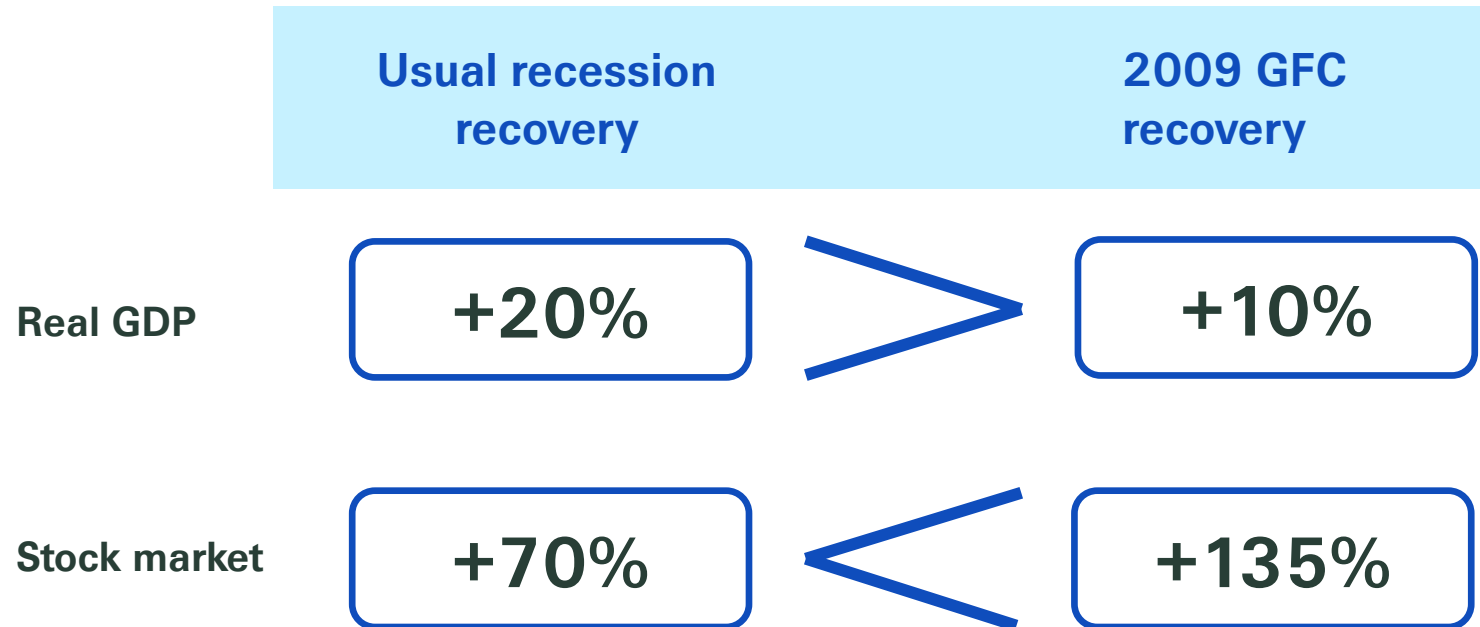 Usual recession
recovery
2009 GFC
recovery
Real GDP
+20%
+10%
Stock market
+70%
+135%